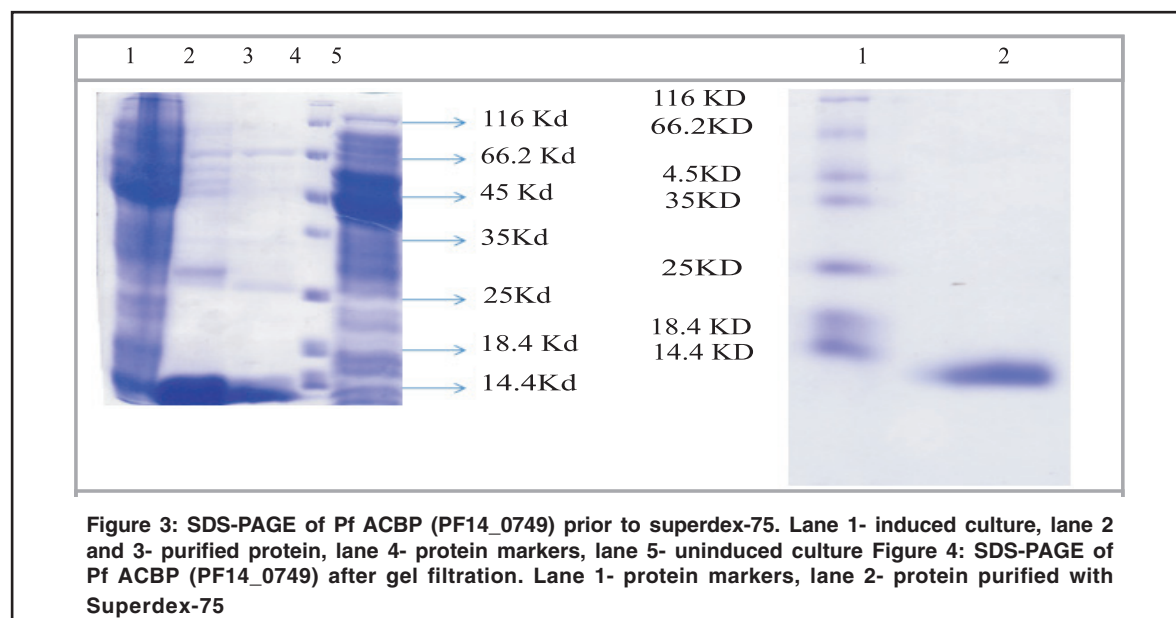 1 2 3 4 5
1 2
116 Kd
66.2 Kd
45 Kd
35Kd
25Kd
18.4 Kd
14.4Kd
116 KD
66.2KD
4.5KD
35KD
25KD
18.4 KD
14.4 KD
Figure 3: SDS-PAGE of Pf ACBP (PF14_0749) prior to superdex-75. Lane 1- induced culture, lane 2
and 3- purified protein, lane 4- protein markers, lane 5- uninduced culture Figure 4: SDS-PAGE of
Pf ACBP (PF14_0749) after gel filtration. Lane 1- protein markers, lane 2- protein purified with
Superdex-75